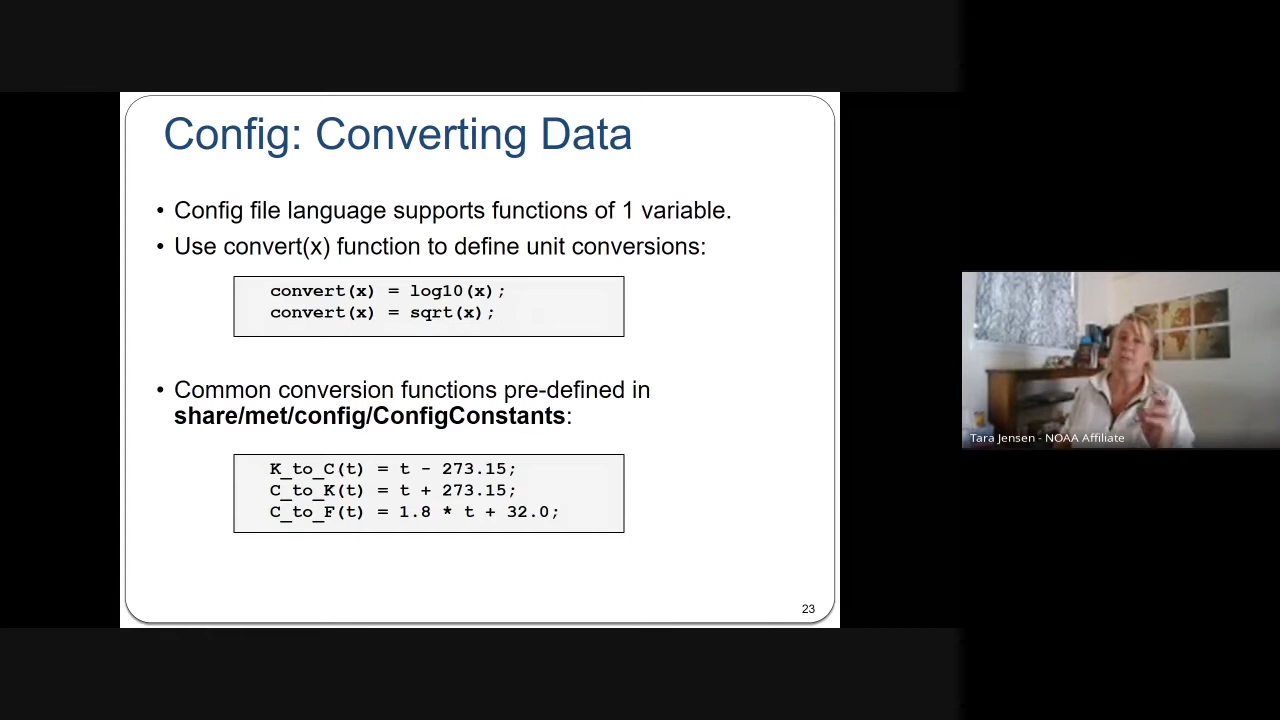 Config: Converting Data
• Config file language supports functions of 1 variable.
• Use convert(x) function to define unit conversions:
convert(x) = log10(x);
convert(x) = sqrt(x);
• Common conversion functions pre-defined in
share/met/config/ConfigConstants:
K_to_C(t) = t - 273.15;
C_to_K(t) = t + 273.15;
C_to_F(t) = 1.8 * t + 32.0;
23
Tara Jensen - NOAA Affiliate